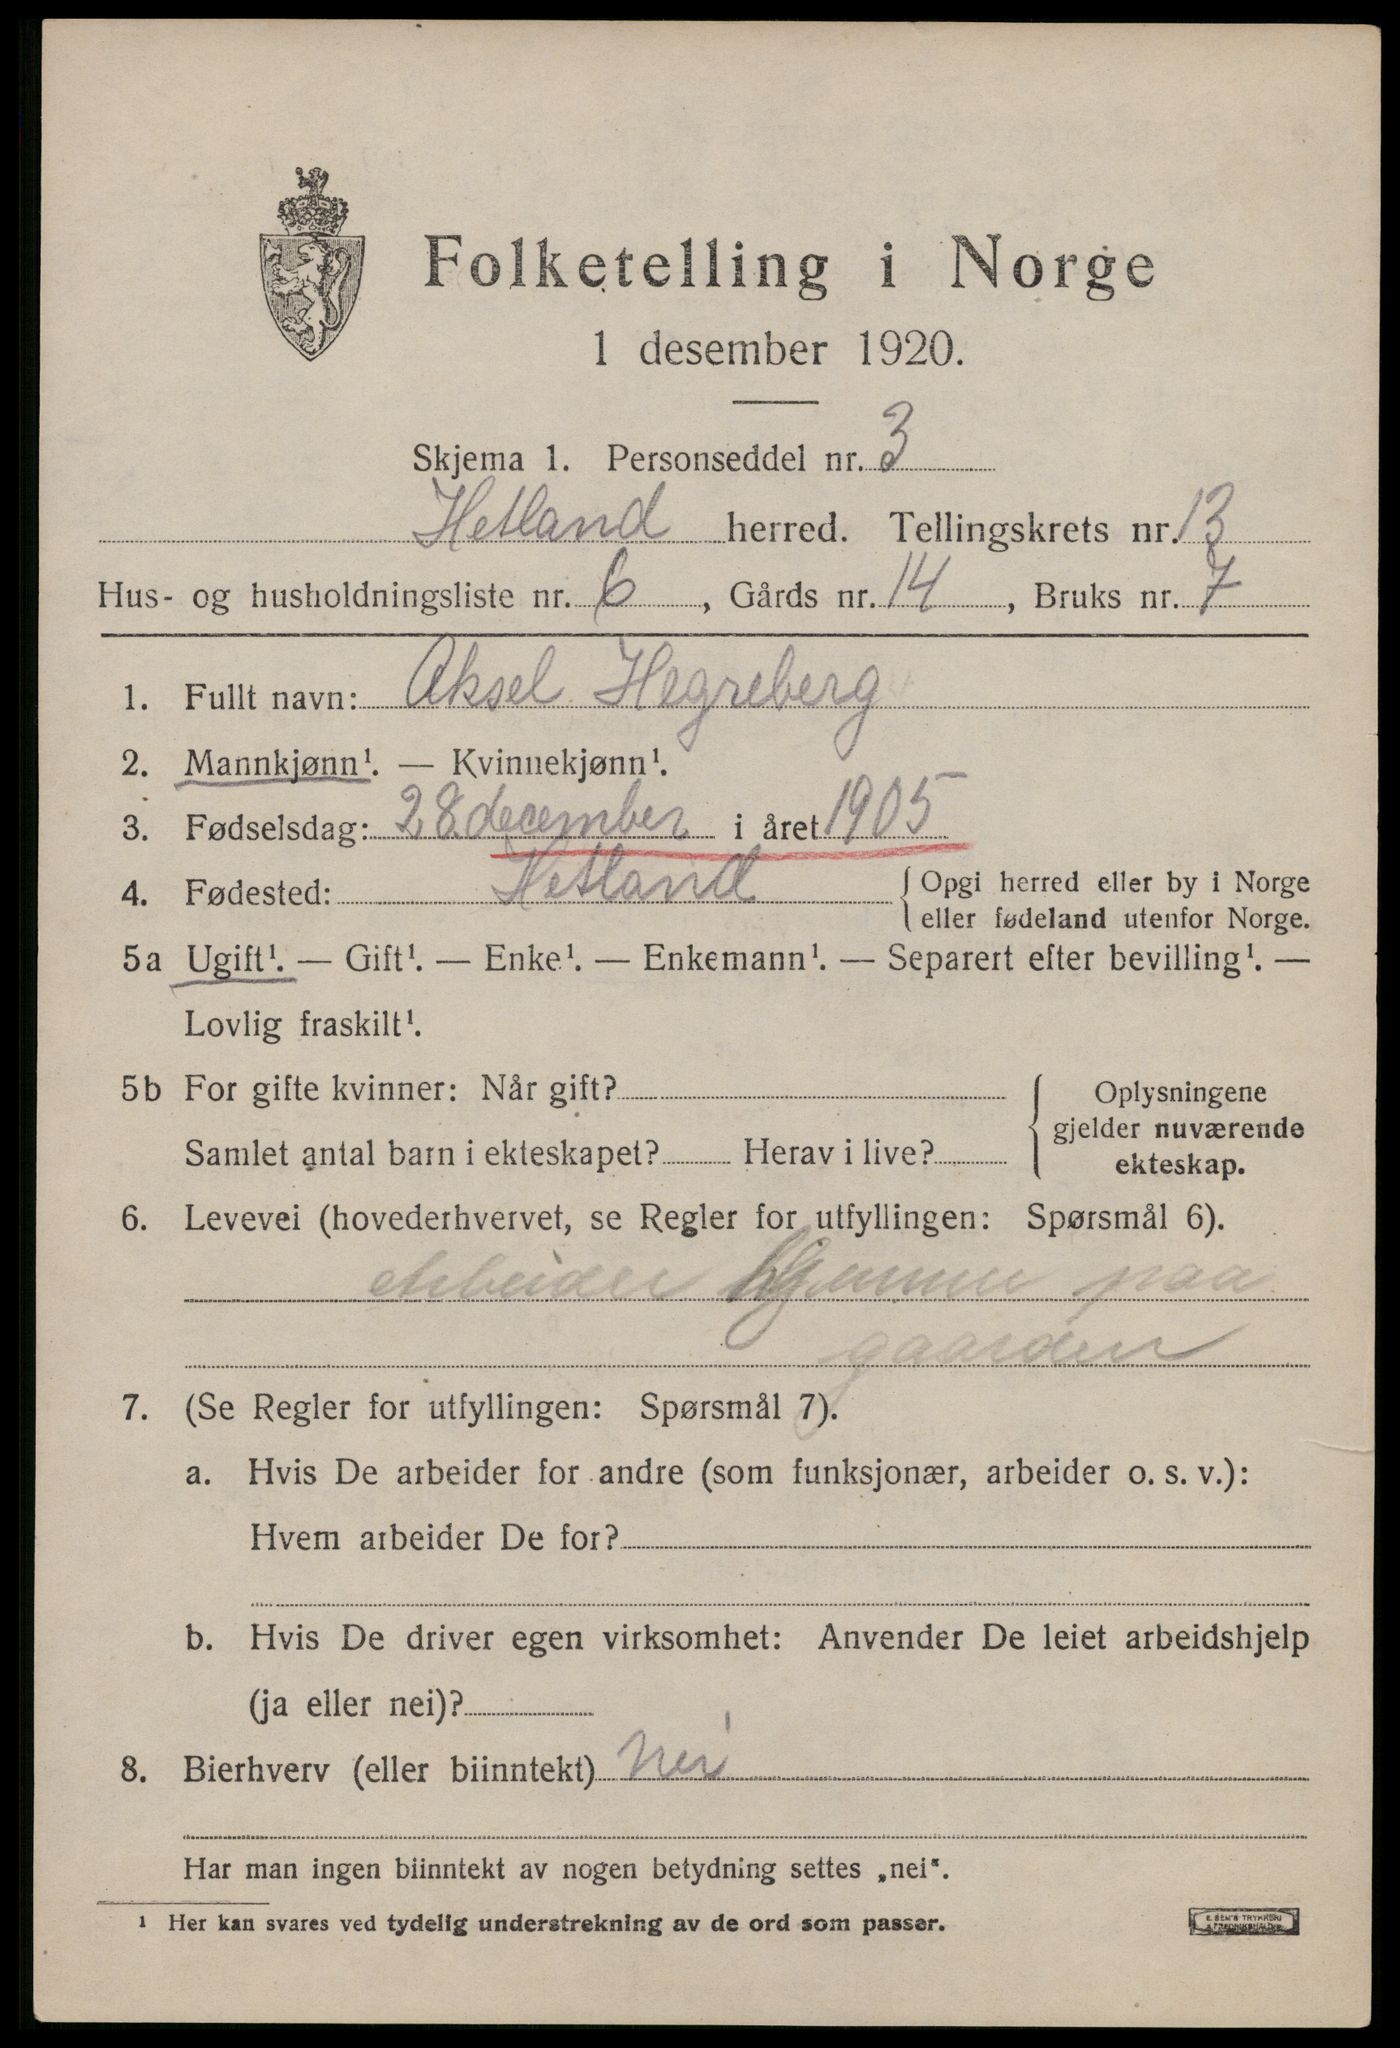 Folketelling i Norge
1 desember 1920.
Skjema 1. Personseddel nr. 3
Hetland herred. Tellingskrets nr. 13
Hus- og husholdningsliste nr. 6, Gårds nr. 14, Bruks nr. 7
1. Fullt navn: Aksel Hegreberg
2. Mannkjønn¹. — Kvinnekjønn¹.
3. Fødselsdag: 28 december i året 1905
4. Fødested: Hetland { Opgi herred eller by i Norge
eller fødeland utenfor Norge.
5a Ugift¹. — Gift¹. — Enke¹. — Enkemann¹. — Separert efter bevilling¹. —
Lovlig fraskilt¹.
5b For gifte kvinner: Når gift?
Samlet antal barn i ekteskapet? Herav i live?
{ Oplysningene
gjelder nuværende
ekteskap.
6. Levevei (hovederhvervet, se Regler for utfyllingen: Spørsmål 6).
Arbeider hjemme paa
gaarden
7. (Se Regler for utfyllingen: Spørsmål 7).
a. Hvis De arbeider for andre (som funksjonær, arbeider o. s. v.):
Hvem arbeider De for?
b. Hvis De driver egen virksomhet: Anvender De leiet arbeidshjelp
(ja eller nei)?
8. Bierhverv (eller biinntekt) Nei
Har man ingen biinntekt av nogen betydning settes „nei".
¹ Her kan svares ved tydelig understrekning av de ord som passer.
E. SEM'S TRYKKERI